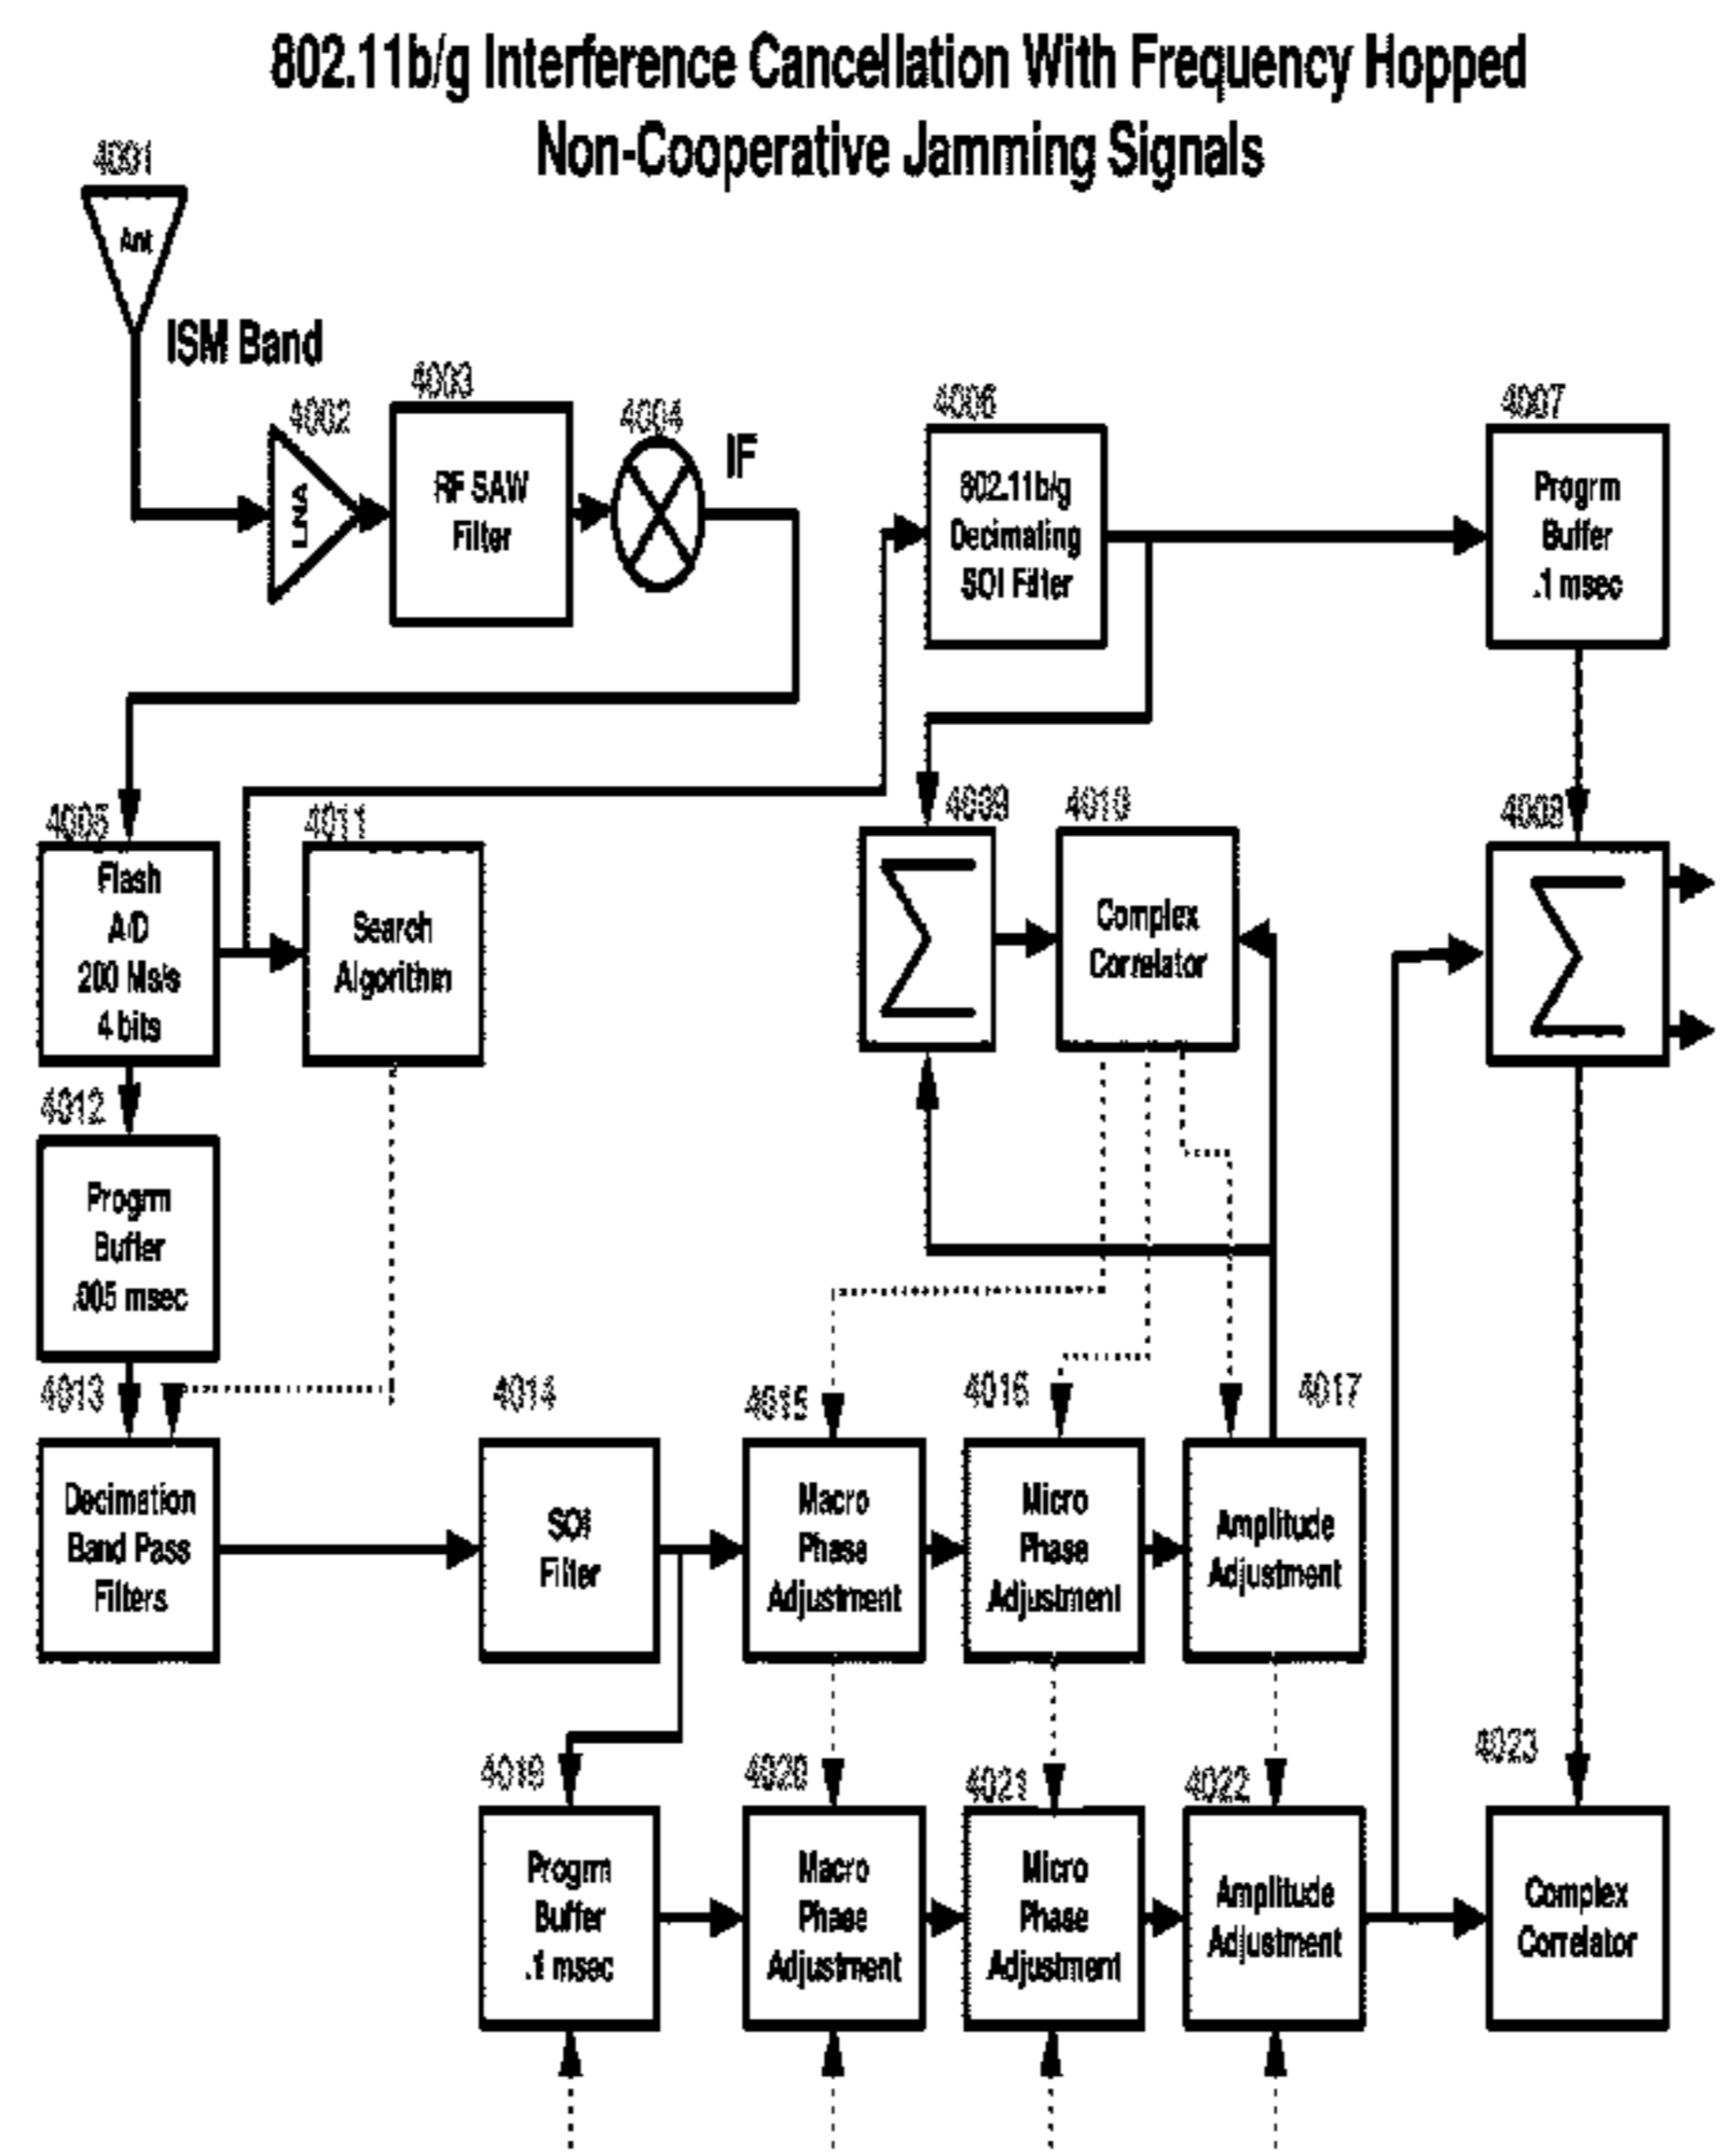 802.11b/g Interference Cancellation With Frequency Hopped
Non-Cooperative Jamming Signals
4001
Ant
ISM Band
4002
LNA
4003
RF SAW
Filter
4004
IF
4006
802.11b/g
Decimating
SOI Filter
4007
Progrm
Buffer
.1 msec
4005
Flash
A/D
200 Ms/s
4 bits
4011
Search
Algorithm
4009
4010
Complex
Correlator
4008
4012
Progrm
Buffer
.005 msec
4013
Decimation
Band Pass
Filters
4014
SOI
Filter
4015
Macro
Phase
Adjustment
4016
Micro
Phase
Adjustment
4017
Amplitude
Adjustment
4019
Progrm
Buffer
.1 msec
4020
Macro
Phase
Adjustment
4021
Micro
Phase
Adjustment
4022
Amplitude
Adjustment
4023
Complex
Correlator